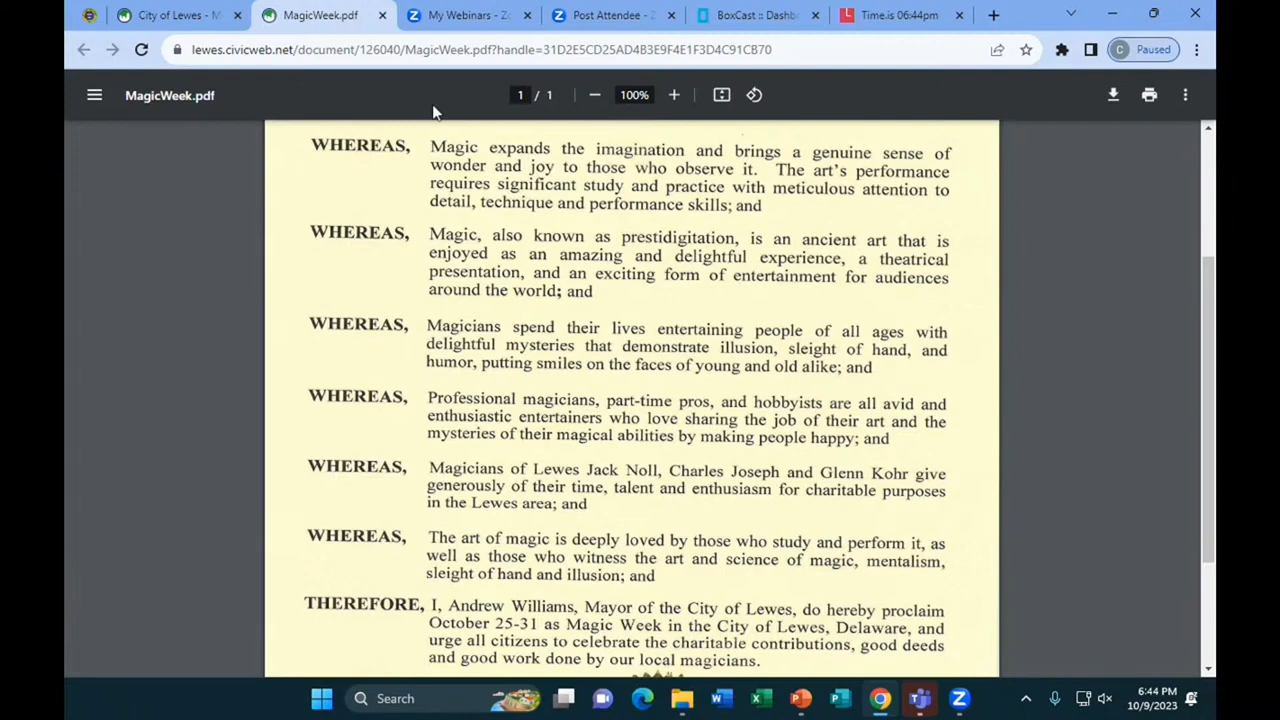 City of Lewes - M
MagicWeek.pdf
My Webinars - Zo
Post Attendee - Z
BoxCast :: Dashb
Time.is 06:44pm
lewes.civicweb.net/document/126040/MagicWeek.pdf?handle=31D2E5CD25AD4B3E9F4E1F3D4C91CB70
C Paused
MagicWeek.pdf
1 / 1
100%
WHEREAS, Magic expands the imagination and brings a genuine sense of
wonder and joy to those who observe it. The art's performance
requires significant study and practice with meticulous attention to
detail, technique and performance skills; and
WHEREAS, Magic, also known as prestidigitation, is an ancient art that is
enjoyed as an amazing and delightful experience, a theatrical
presentation, and an exciting form of entertainment for audiences
around the world; and
WHEREAS, Magicians spend their lives entertaining people of all ages with
delightful mysteries that demonstrate illusion, sleight of hand, and
humor, putting smiles on the faces of young and old alike; and
WHEREAS, Professional magicians, part-time pros, and hobbyists are all avid and
enthusiastic entertainers who love sharing the job of their art and the
mysteries of their magical abilities by making people happy; and
WHEREAS, Magicians of Lewes Jack Noll, Charles Joseph and Glenn Kohr give
generously of their time, talent and enthusiasm for charitable purposes
in the Lewes area; and
WHEREAS, The art of magic is deeply loved by those who study and perform it, as
well as those who witness the art and science of magic, mentalism,
sleight of hand and illusion; and
THEREFORE, I, Andrew Williams, Mayor of the City of Lewes, do hereby proclaim
October 25-31 as Magic Week in the City of Lewes, Delaware, and
urge all citizens to celebrate the charitable contributions, good deeds
and good work done by our local magicians.
Search
6:44 PM
10/9/2023